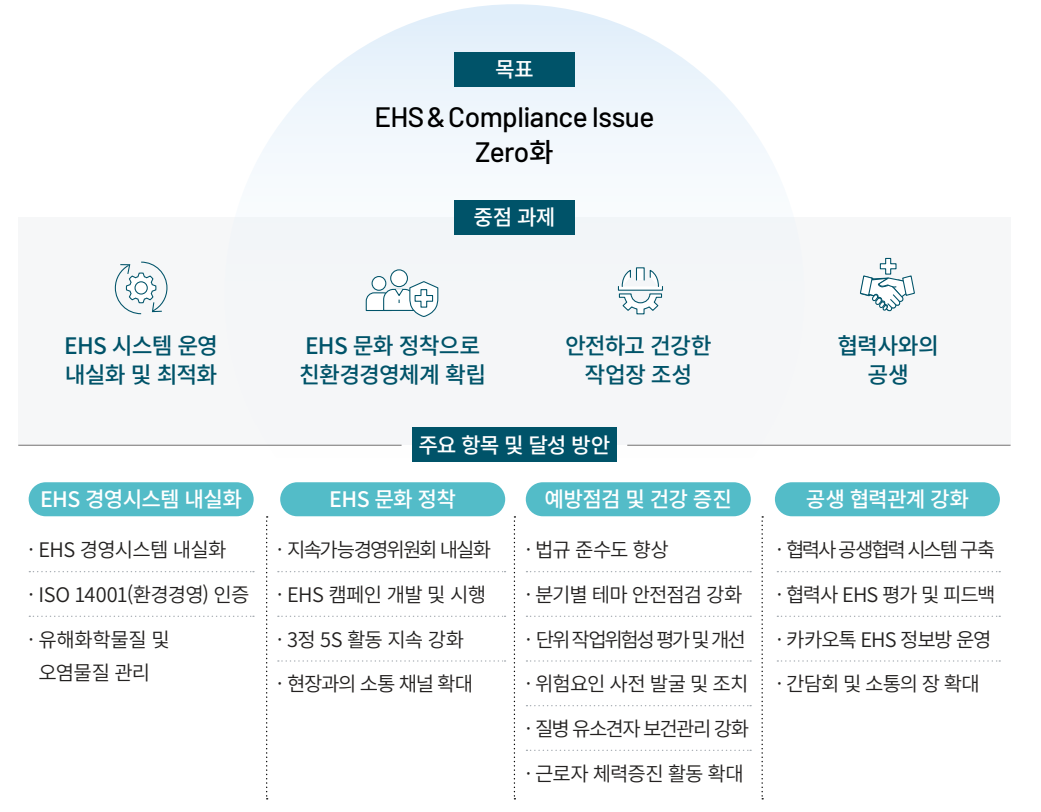 목표
EHS & Compliance Issue
Zero화
중점 과제
EHS 시스템 운영
내실화 및 최적화
EHS 문화 정착으로
친환경경영체계 확립
안전하고 건강한
작업장 조성
협력사와의
공생
주요 항목 및 달성 방안
EHS 경영시스템 내실화
· EHS 경영시스템 내실화
· ISO 14001(환경경영) 인증
· 유해화학물질 및
오염물질 관리
EHS 문화 정착
· 지속가능경영위원회 내실화
· EHS 캠페인 개발 및 시행
· 3정 5S 활동 지속 강화
· 현장과의 소통 채널 확대
예방점검 및 건강 증진
· 법규 준수도 향상
· 분기별 테마 안전점검 강화
· 단위 작업위험성 평가 및 개선
· 위험요인 사전 발굴 및 조치
· 질병 유소견자 보건관리 강화
· 근로자 체력증진 활동 확대
공생 협력관계 강화
· 협력사 공생협력 시스템 구축
· 협력사 EHS 평가 및 피드백
· 카카오톡 EHS 정보방 운영
· 간담회 및 소통의 장 확대